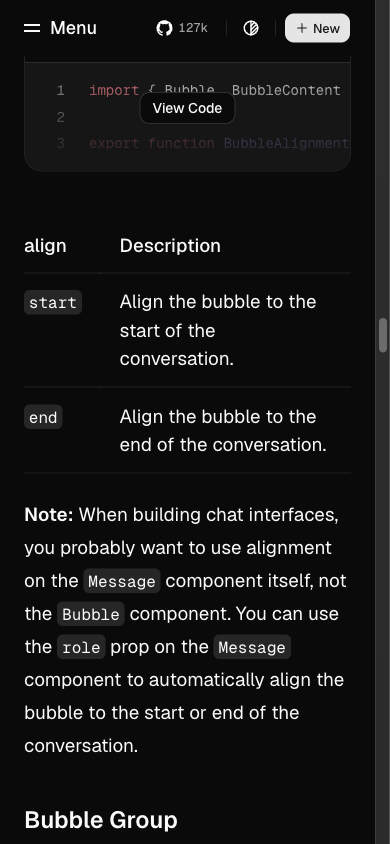 Menu
127k
+ New
1 import { Bubble, BubbleContent
View Code
2
3 export function BubbleAlignment
align Description
start Align the bubble to the
start of the
conversation.
end Align the bubble to the
end of the conversation.
Note: When building chat interfaces,
you probably want to use alignment
on the Message component itself, not
the Bubble component. You can use
the role prop on the Message
component to automatically align the
bubble to the start or end of the
conversation.
Bubble Group